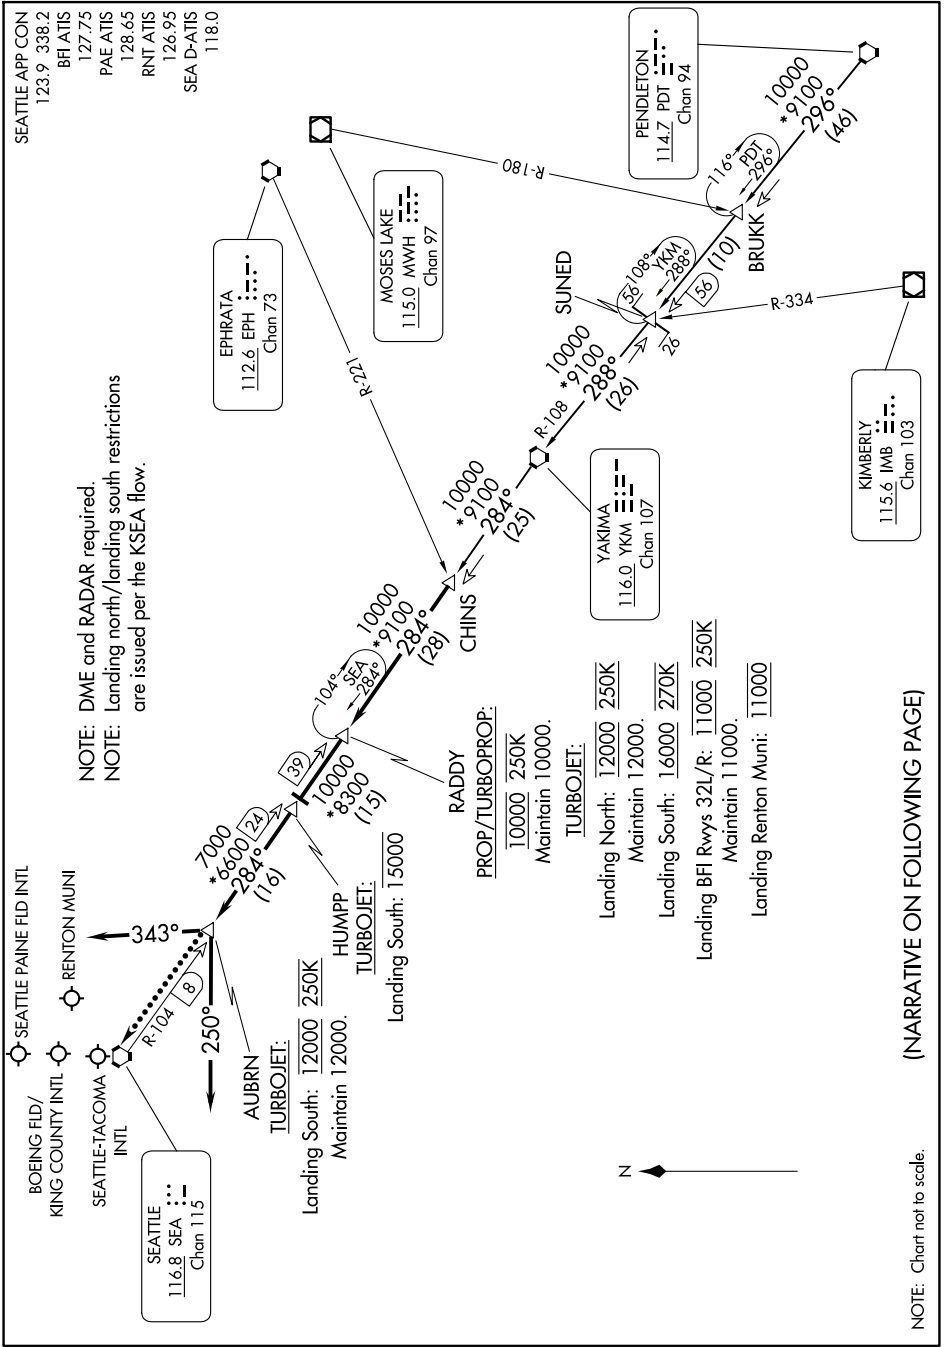 SEATTLE APP CON
123.9 338.2
BFI ATIS
127.75
PAE ATIS
128.65
RNT ATIS
126.95
SEA D-ATIS
118.0
NOTE: DME and RADAR required.
NOTE: Landing north/landing south restrictions
are issued per the KSEA flow.
SEATTLE PAINE FLD INTL
BOEING FLD/
KING COUNTY INTL
RENTON MUNI
SEATTLE-TACOMA
INTL
SEATTLE
116.8 SEA
Chan 115
R-104
8
343°
250°
AUBRN
TURBOJET:
Landing South: 12000 250K
Maintain 12000.
7000
*6600
284°
(16)
24
HUMPP
TURBOJET:
Landing South: 15000
39
10000
*8300
(15)
RADDY
PROP/TURBOPROP:
10000 250K
Maintain 10000.
TURBOJET:
Landing North: 12000 250K
Maintain 12000.
Landing South: 16000 270K
Landing BFI Rwys 32L/R: 11000 250K
Maintain 11000.
Landing Renton Muni: 11000
104°
SEA
284°
10000
*9100
284°
(28)
CHINS
EPHRATA
112.6 EPH
Chan 73
R-221
10000
*9100
284°
(25)
YAKIMA
116.0 YKM
Chan 107
R-108
10000
*9100
288°
(26)
MOSES LAKE
115.0 MWH
Chan 97
R-180
SUNED
56
108°
YKM
288°
26
56
(10)
BRUKK
116°
PDT
296°
R-334
KIMBERLY
115.6 IMB
Chan 103
PENDLETON
114.7 PDT
Chan 94
10000
*9100
296°
(46)
N
(NARRATIVE ON FOLLOWING PAGE)
NOTE: Chart not to scale.